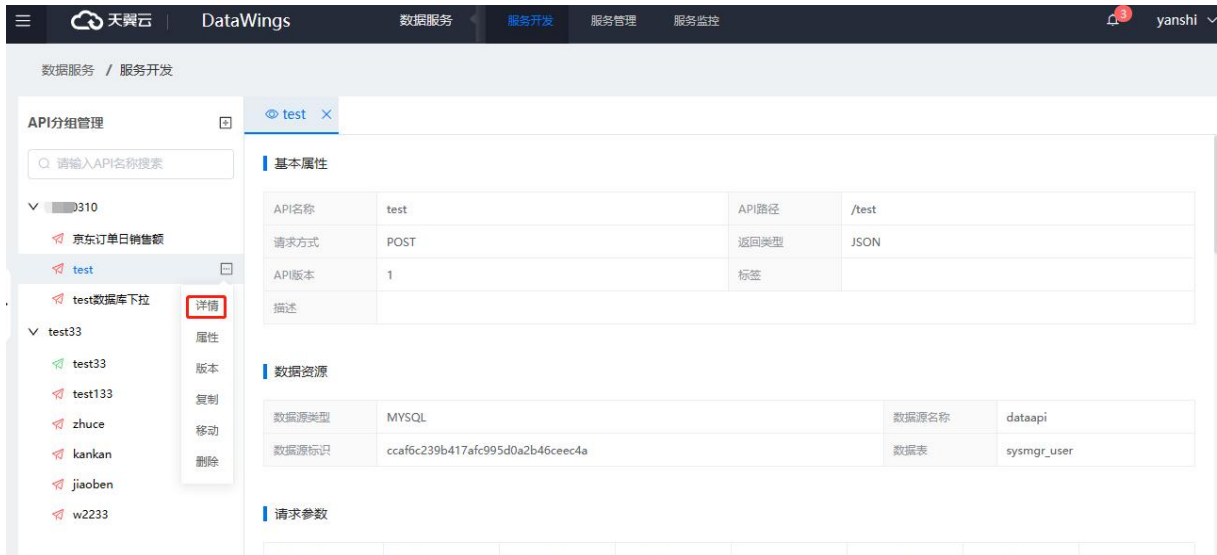 天翼云 DataWings 数据服务 服务开发 服务管理 服务监控 3 yanshi
数据服务 / 服务开发
API分组管理
test
请输入API名称搜索
基本属性
0310
API名称 test API路径 /test
京东订单日销售额
请求方式 POST 返回类型 JSON
test
API版本 1 标签
test数据库下拉
详情
描述
test33
属性
test33
版本
数据资源
test133
复制
数据源类型 MYSQL 数据源名称 dataapi
zhuce
移动
kankan
数据源标识 ccaf6c239b417afc995d0a2b46ceec4a 数据表 sysmgr_user
删除
jiaoben
w2233
请求参数